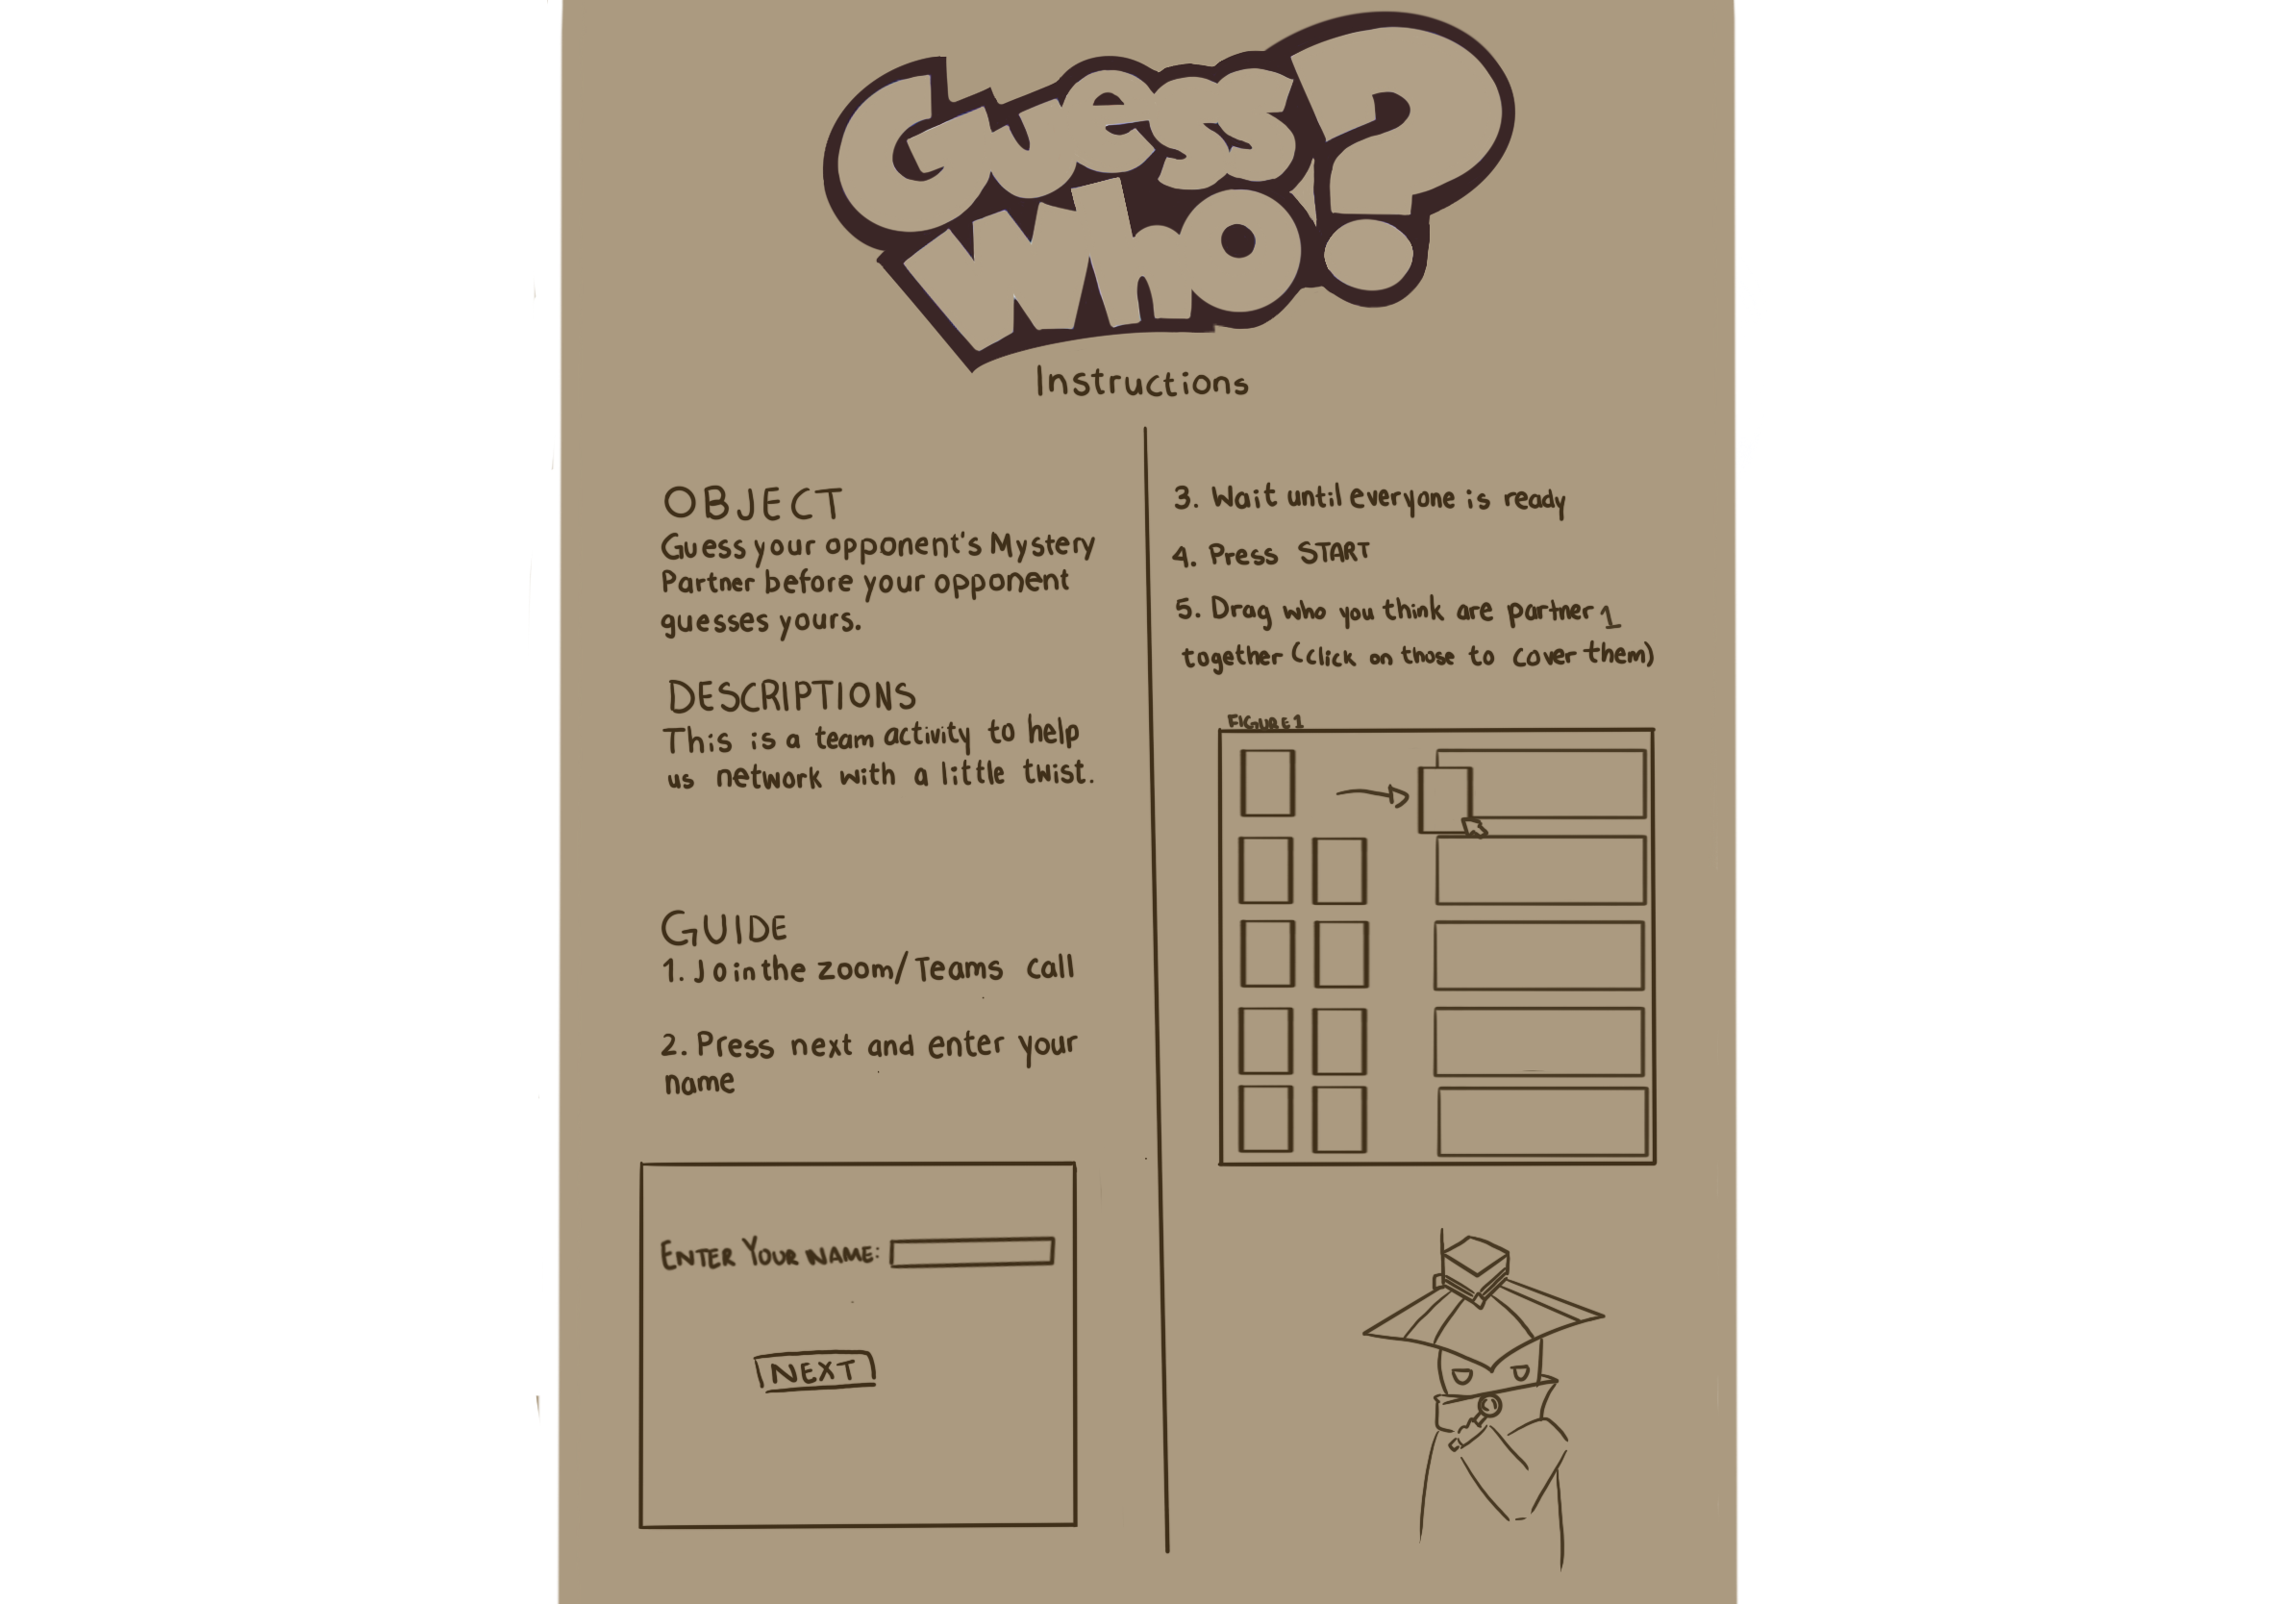 Guess
Who?
Instructions
OBJECT
Guess your opponent's Mystery
Partner before your opponent
guesses yours.
DESCRIPTIONS
This is a team activity to help
us network with a little twist.
GUIDE
1. Join the zoom/Teams call
2. Press next and enter your
name
ENTER YOUR NAME:
NEXT
3. Wait until everyone is ready
4. Press START
5. Drag who you think are partner 1
together (click on those to cover them)
FIGURE 1